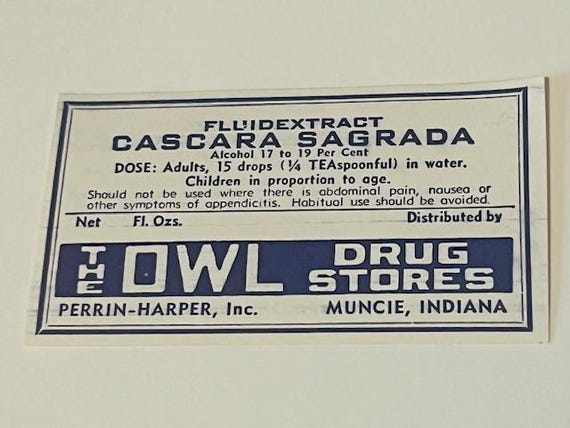 FLUIDEXTRACT
CASCARA SAGRADA
Alcohol 17 to 19 Per Cent
DOSE: Adults, 15 drops (¼ TEAspoonful) in water.
Children in proportion to age.
Should not be used where there is abdominal pain, nausea or
other symptoms of appendicitis. Habitual use should be avoided.
Net Fl. Ozs. Distributed by
THE OWL DRUG STORES
PERRIN-HARPER, Inc. MUNCIE, INDIANA